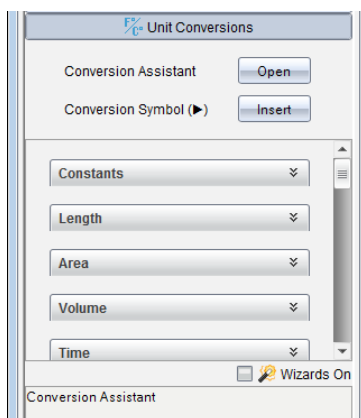 F°/C° Unit Conversions
Conversion Assistant Open
Conversion Symbol (►) Insert
Constants
Length
Area
Volume
Time
Wizards On
Conversion Assistant